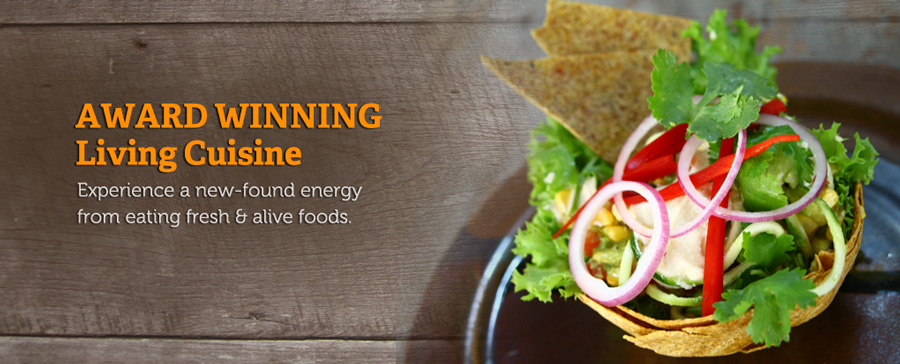 AWARD WINNING
Living Cuisine
Experience a new-found energy
from eating fresh & alive foods.